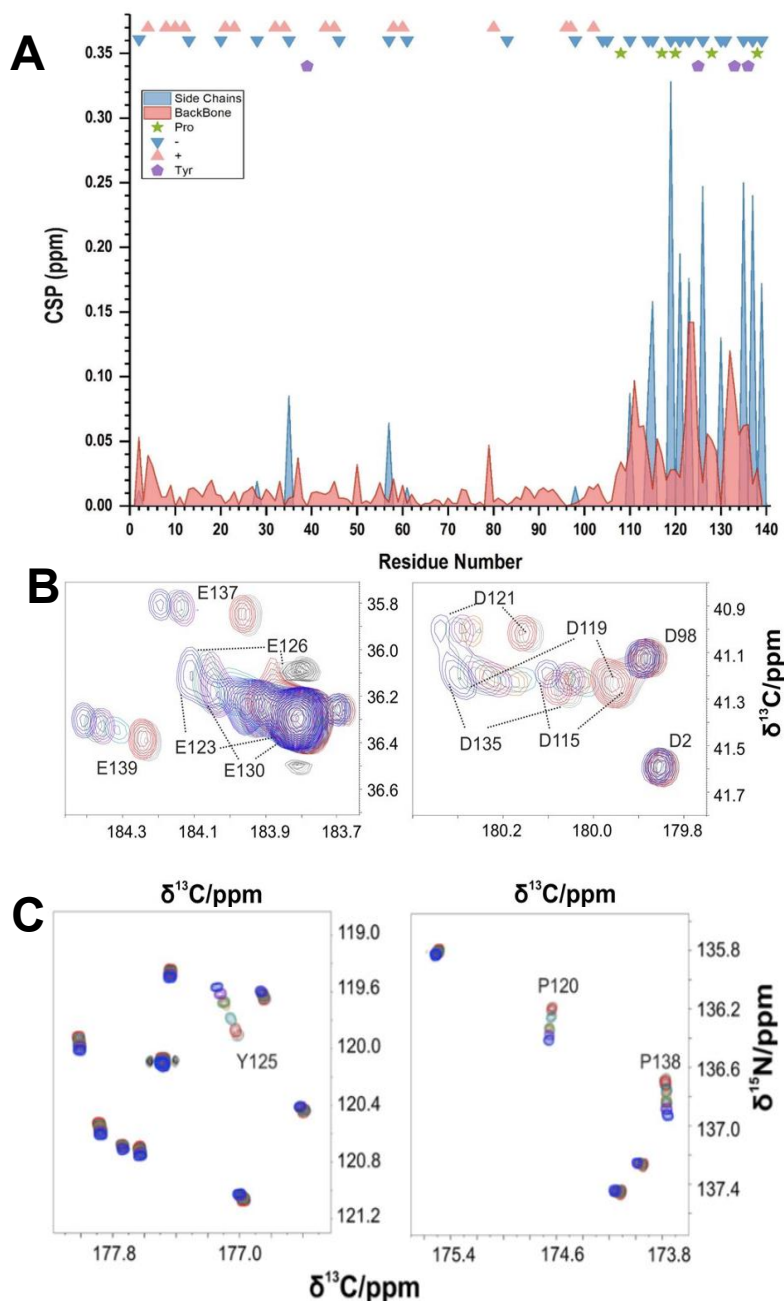 A
CSP (ppm)
0.35
0.30
0.25
0.20
0.15
0.10
0.05
0.00
Side Chains
BackBone
Pro
-
+
Tyr
0 10 20 30 40 50 60 70 80 90 100 110 120 130 140
Residue Number
B
E137
E126
E123
E130
E139
35.8
36.0
36.2
36.4
36.6
184.3 184.1 183.9 183.7
D121
D119
D98
D135
D115
D2
40.9
41.1
41.3
41.5
41.7
δ¹³C/ppm
180.2 180.0 179.8
δ¹³C/ppm
δ¹³C/ppm
C
Y125
119.0
119.6
120.0
120.4
120.8
121.2
177.8 177.0
P120
P138
135.8
136.2
136.6
137.0
137.4
δ¹⁵N/ppm
175.4 174.6 173.8
δ¹³C/ppm